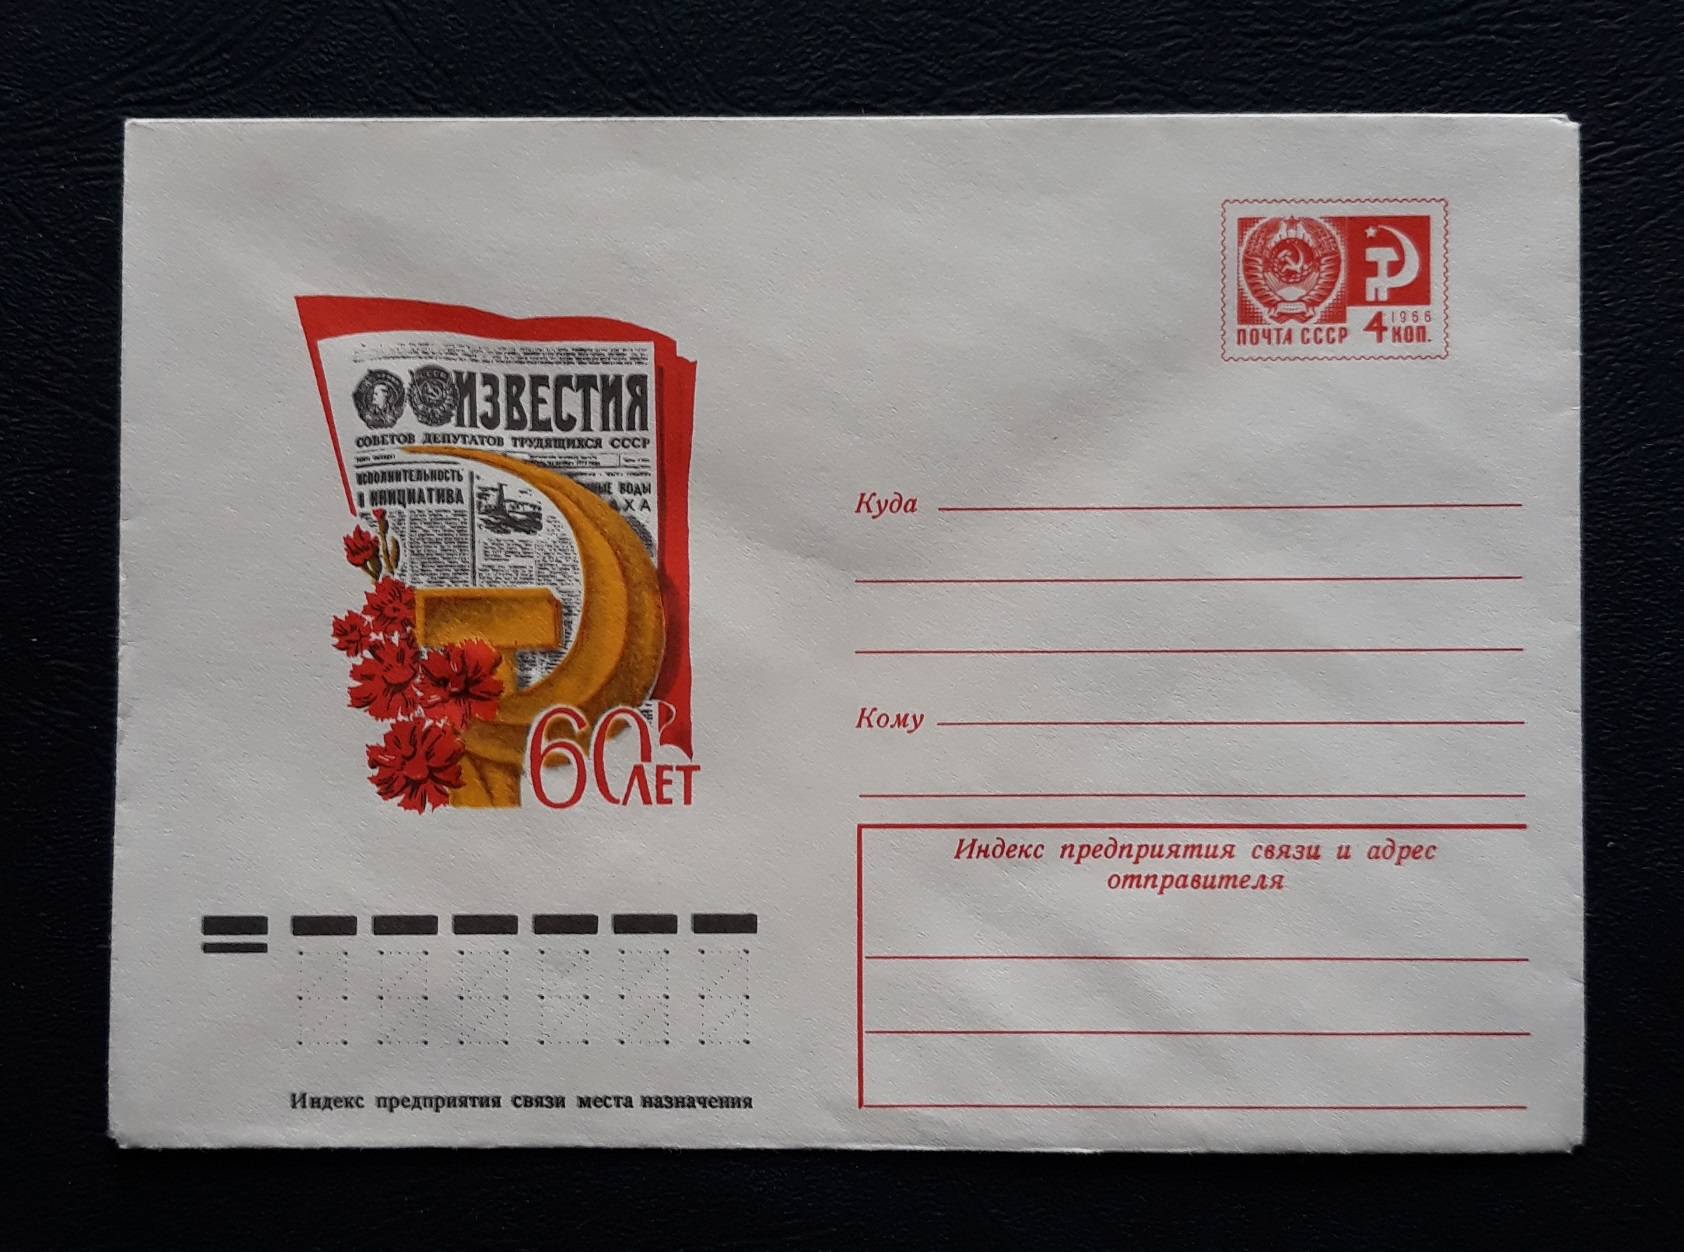 ПОЧТА СССР 4 1966 КОП.
ИЗВЕСТИЯ
СОВЕТОВ ДЕПУТАТОВ ТРУДЯЩИХСЯ СССР
ИСПОЛНИТЕЛЬНОСТЬ
И ИНИЦИАТИВА
ВОДЫ
60 ЛЕТ
Куда
Кому
Индекс предприятия связи и адрес
отправителя
Индекс предприятия связи места назначения